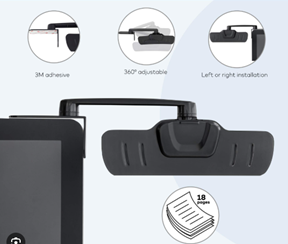 3M adhesive
360° adjustable
Left or right installation
18
pages